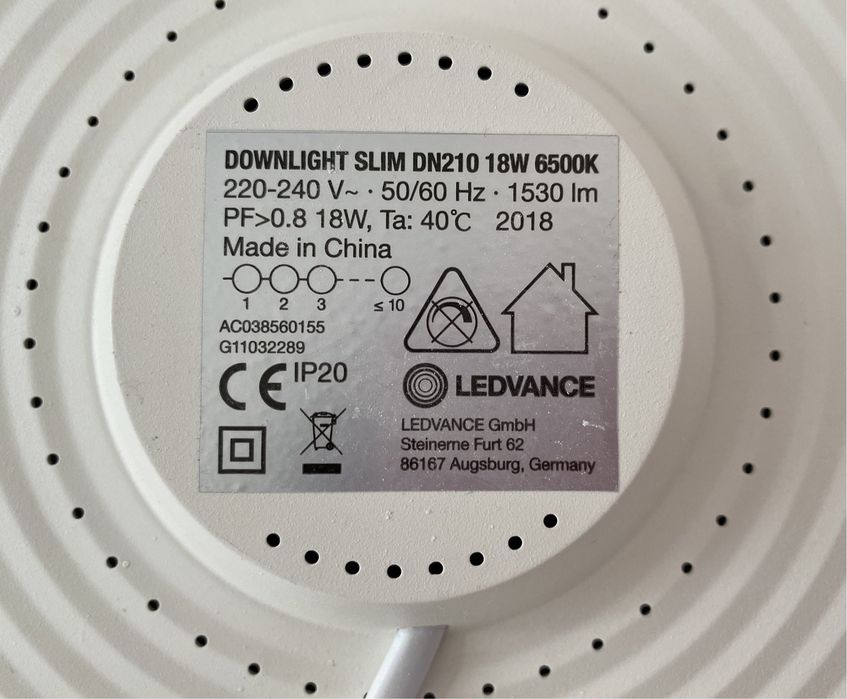 DOWNLIGHT SLIM DN210 18W 6500K
220-240 V~ · 50/60 Hz · 1530 lm
PF>0.8 18W, Ta: 40℃ 2018
Made in China
1 2 3 ≤ 10
AC038560155
G11032289
CE IP20
LEDVANCE
LEDVANCE GmbH
Steinerne Furt 62
86167 Augsburg, Germany